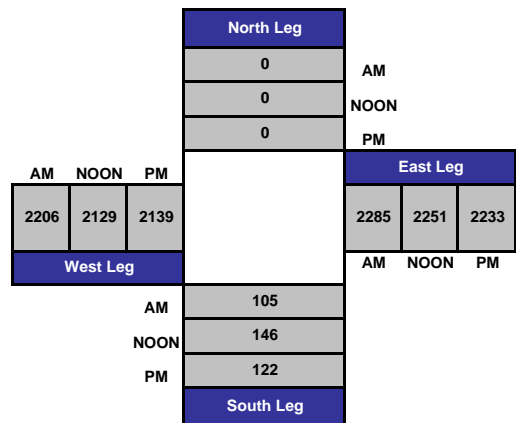 North Leg
0 AM
0 NOON
0 PM
AM NOON PM East Leg
2206 2129 2139 2285 2251 2233
West Leg AM NOON PM
AM 105
NOON 146
PM 122
South Leg